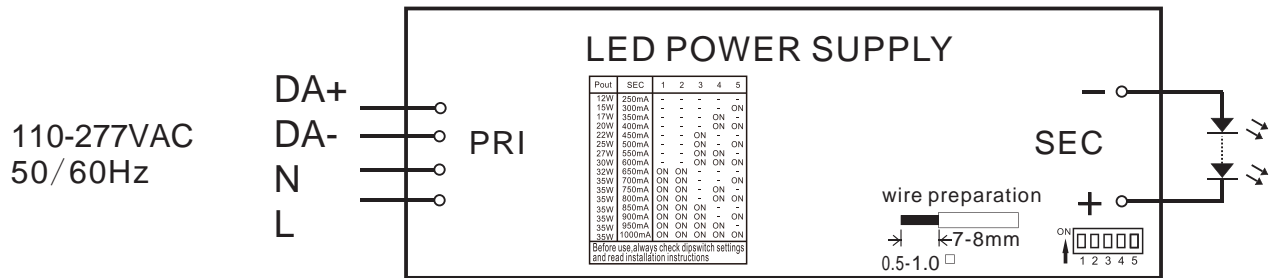 LED POWER SUPPLY
110-277VAC
50/60Hz
DA+
DA-
N
L
PRI
Pout SEC 1 2 3 4 5
12W 250mA - - - - -
15W 300mA - - - - ON
17W 350mA - - - ON -
20W 400mA - - - ON ON
22W 450mA - - ON - -
25W 500mA - - ON - ON
27W 550mA - - ON ON -
30W 600mA - - ON ON ON
32W 650mA ON ON - - -
35W 700mA ON ON - - ON
35W 750mA ON ON - ON -
35W 800mA ON ON - ON ON
35W 850mA ON ON ON - -
35W 900mA ON ON ON - ON
35W 950mA ON ON ON ON -
35W 1000mA ON ON ON ON ON
Before use,always check dipswitch settings
and read installation instructions
-
SEC
+
wire preparation
7-8mm
0.5-1.0
ON
1 2 3 4 5